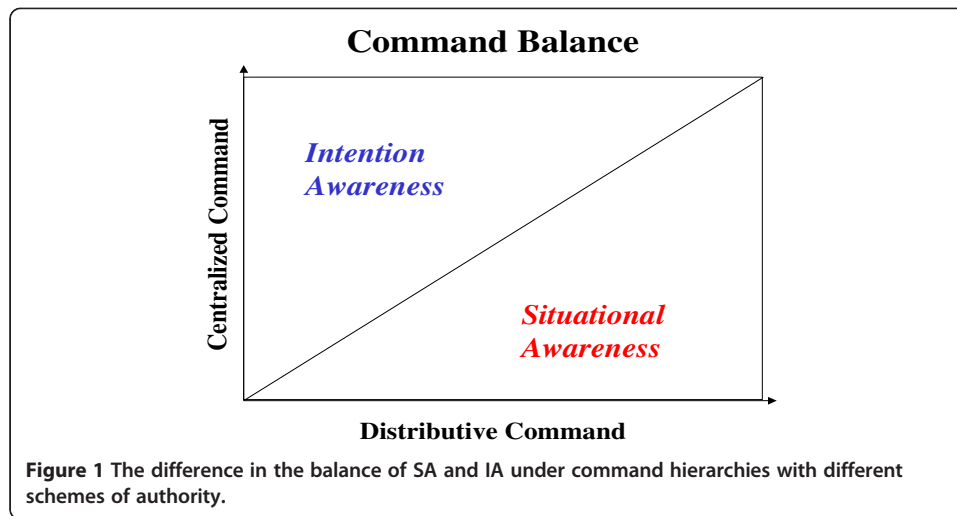 Command Balance
Centralized Command
Intention
Awareness
Situational
Awareness
Distributive Command
Figure 1 The difference in the balance of SA and IA under command hierarchies with different
schemes of authority.